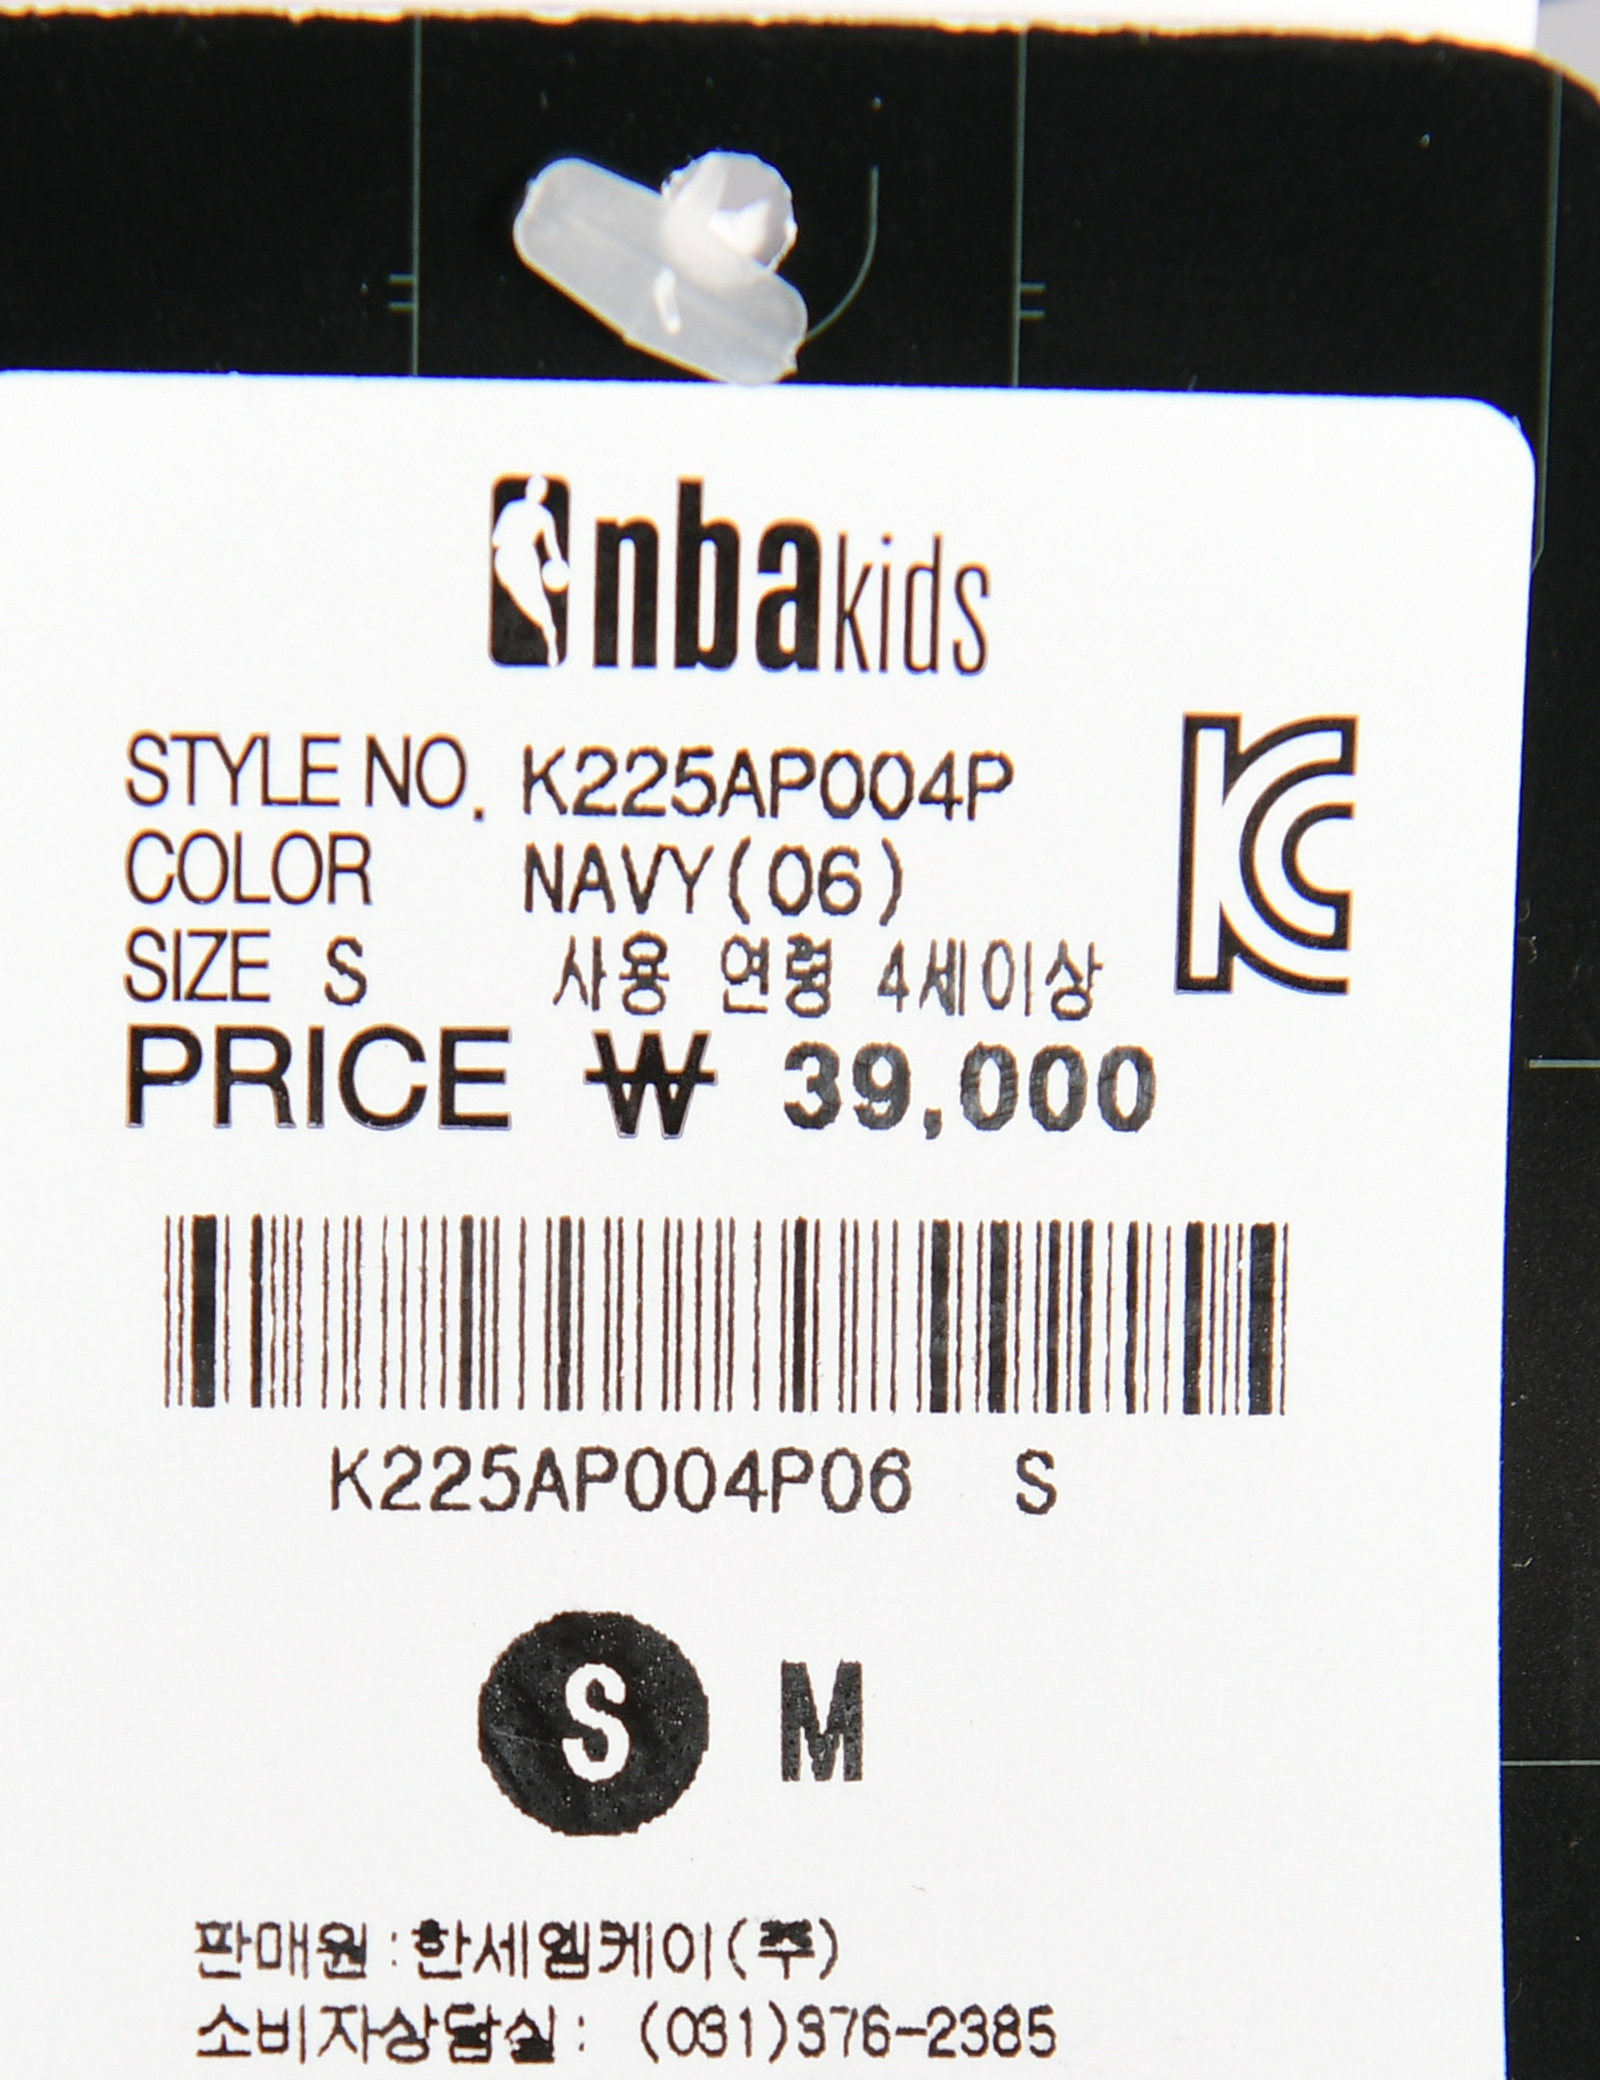 nbakids
STYLE NO. K225AP004P
COLOR NAVY(06)
SIZE S 사용 연령 4세이상
PRICE ₩ 39,000
K225AP004P06 S
S M
판매원:한세엠케이(주)
소비자상담실: (031)376-2385